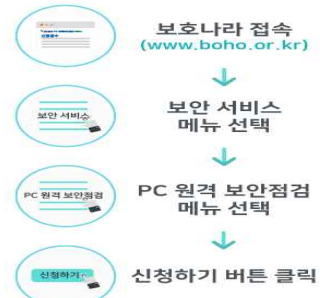 보호나라 접속
(www.boho.or.kr)
보안 서비스
보안 서비스
메뉴 선택
PC 원격 보안점검
PC 원격 보안점검
메뉴 선택
신청하기
신청하기 버튼 클릭